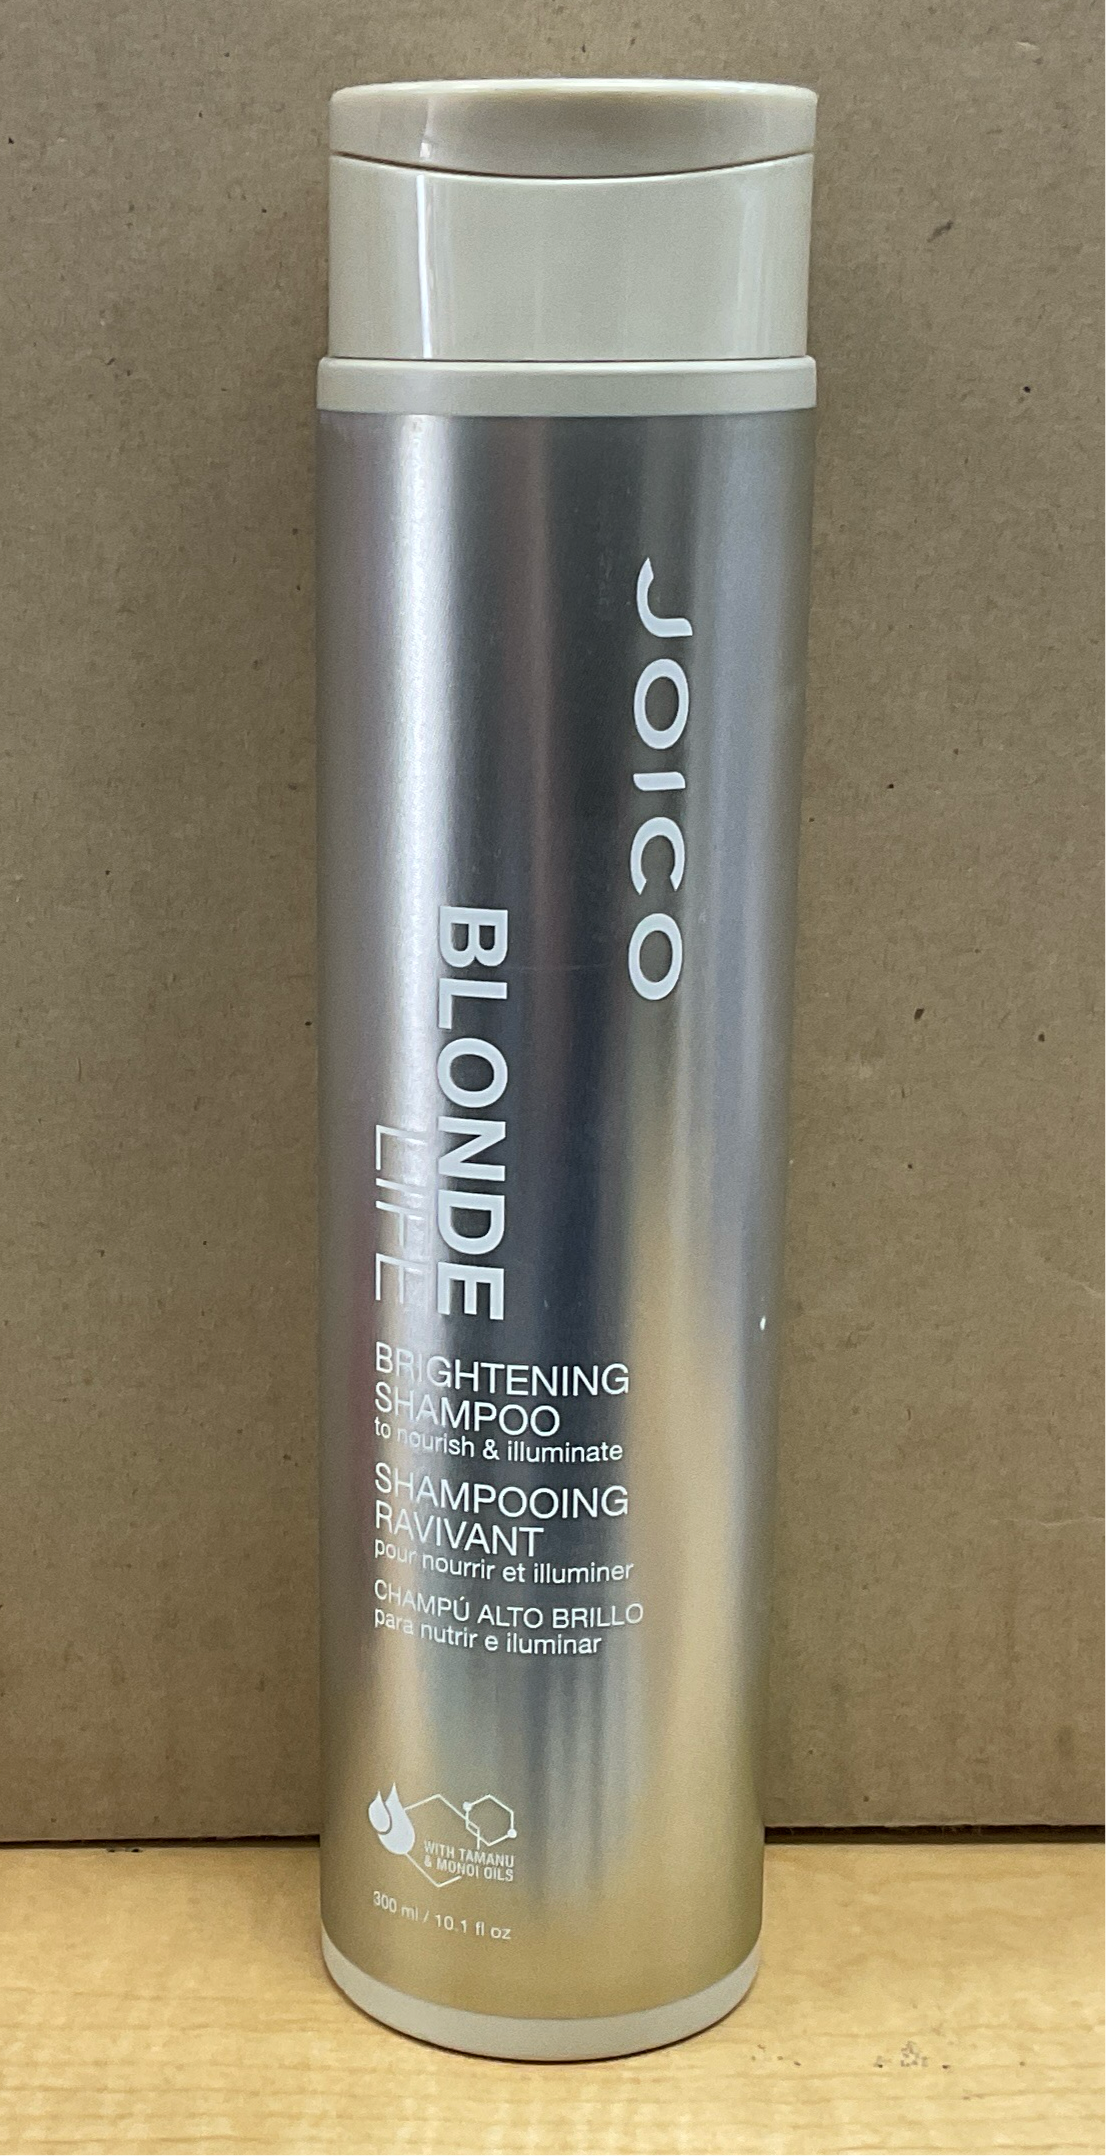 JOICO
BLONDE
LIFE
BRIGHTENING
SHAMPOO
to nourish & illuminate
SHAMPOOING
RAVIVANT
pour nourrir et illuminer
CHAMPÚ ALTO BRILLO
para nutrir e iluminar
WITH TAMANU
& MONOI OILS
300 ml / 10.1 fl oz